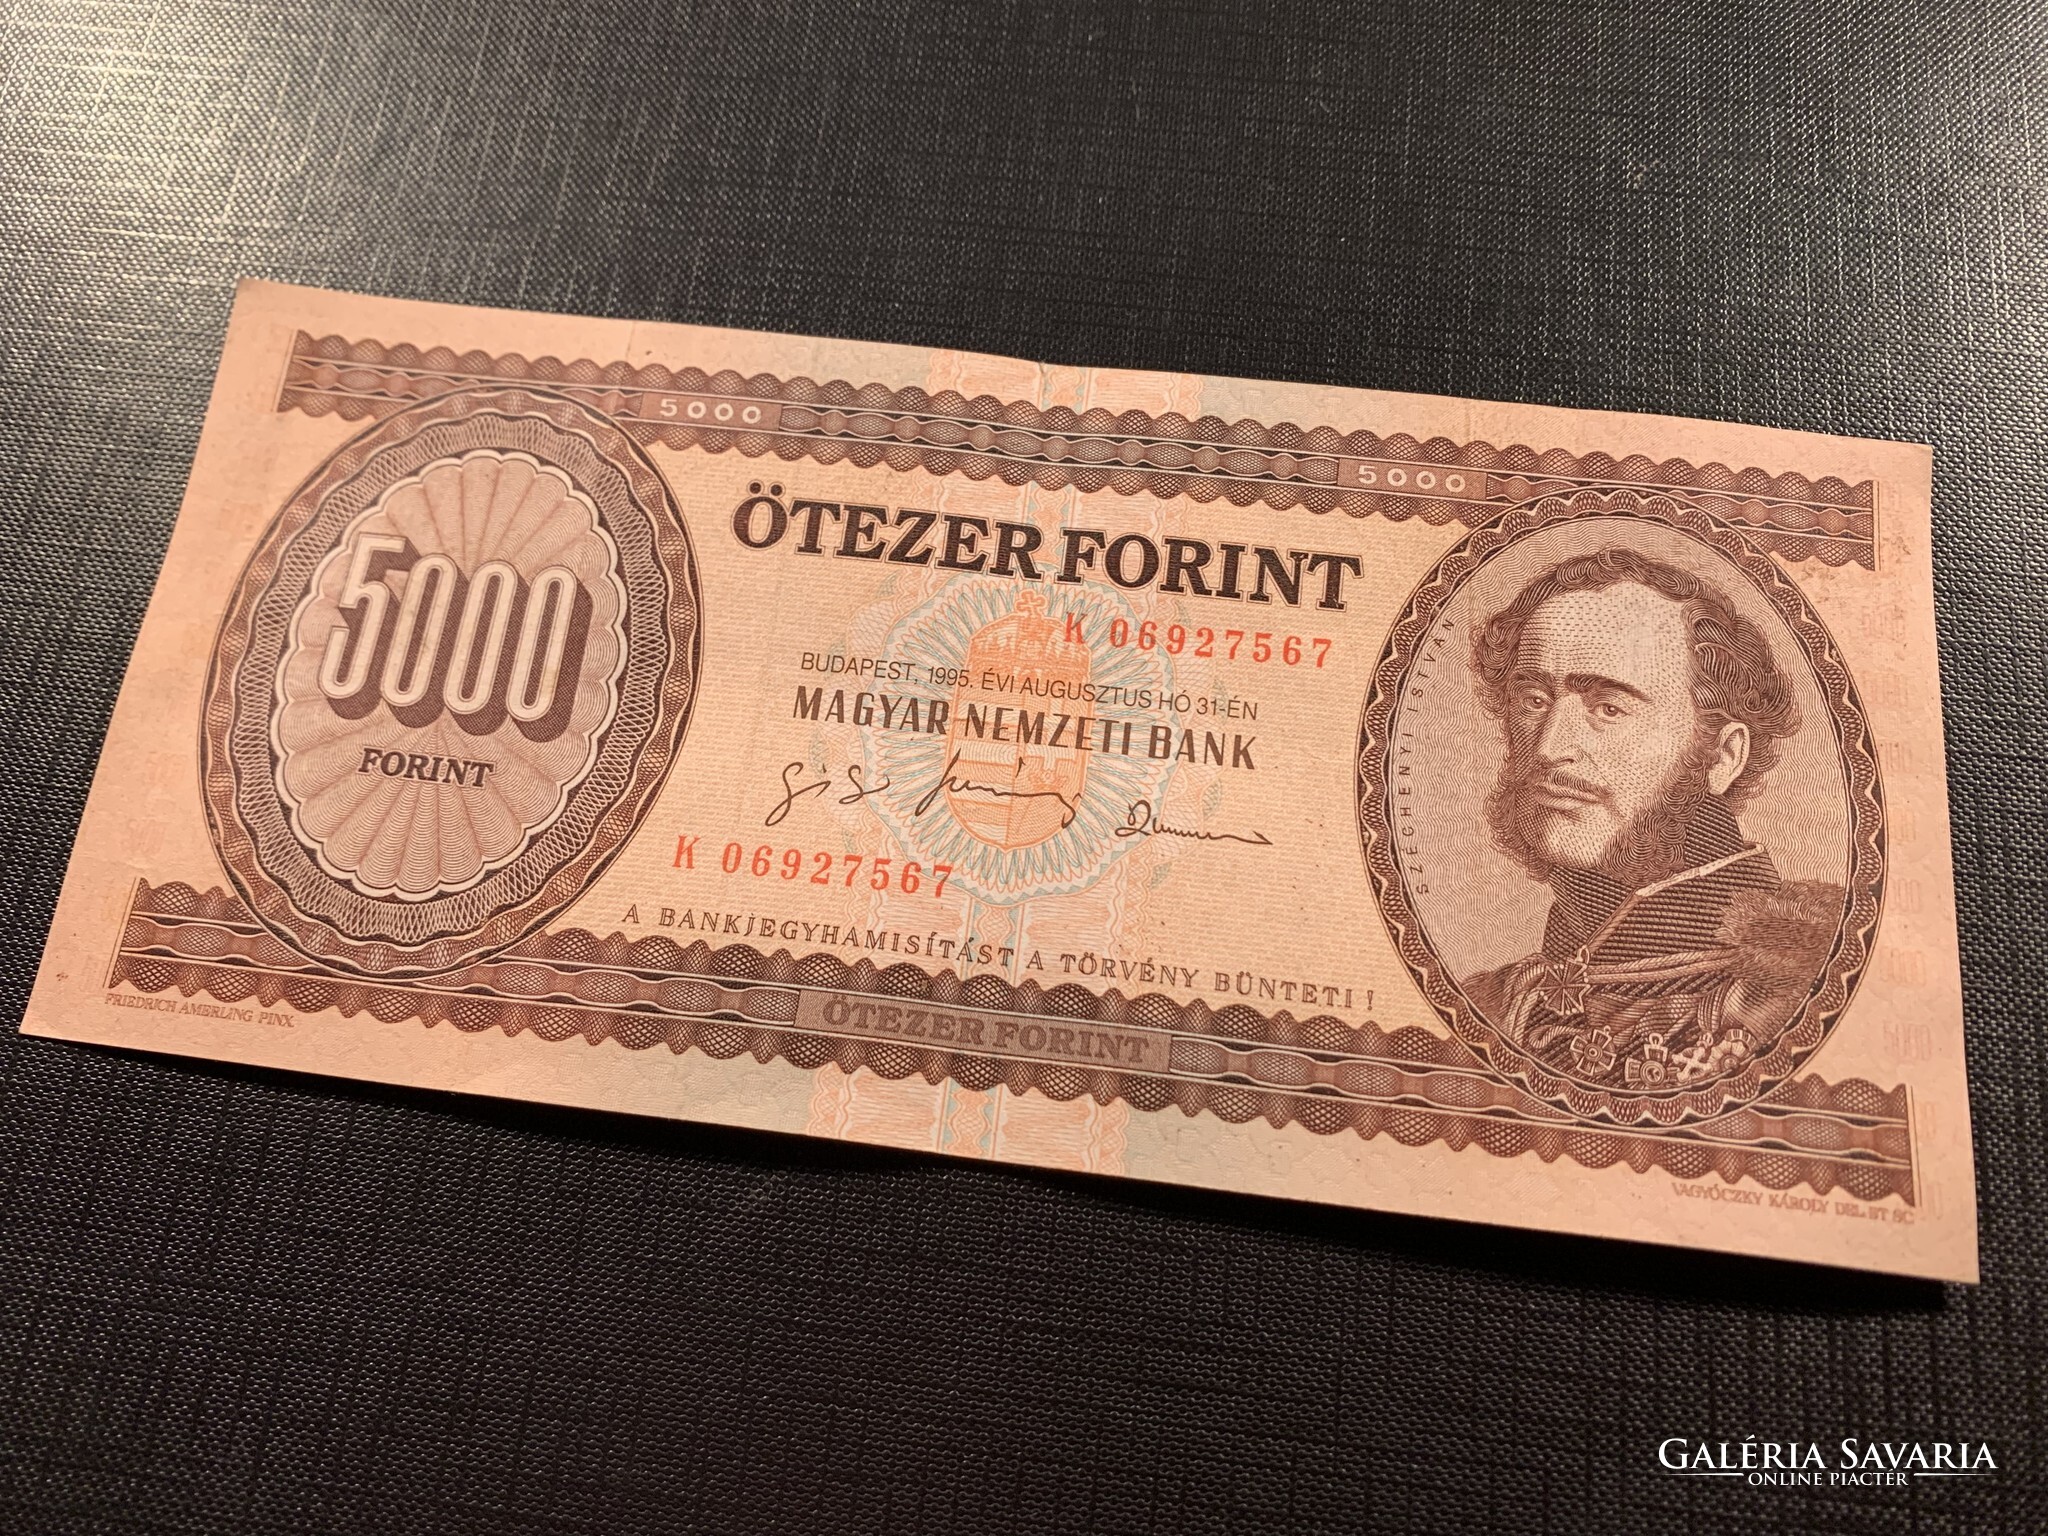 5000
5000
ÖTEZER FORINT
K 06927567
BUDAPEST, 1995. ÉVI AUGUSZTUS HÓ 31-ÉN
MAGYAR NEMZETI BANK
5000
FORINT
K 06927567
A BANKJEGYHAMISÍTÁST A TÖRVÉNY BÜNTETI !
SZÉCHENYI ISTVÁN
ÖTEZER FORINT
FRIEDRICH AMERLING PINX.
VAGYÓCZKY KÁROLY DEL. ET SC.
GALÉRIA SAVARIA
ONLINE PIACTÉR